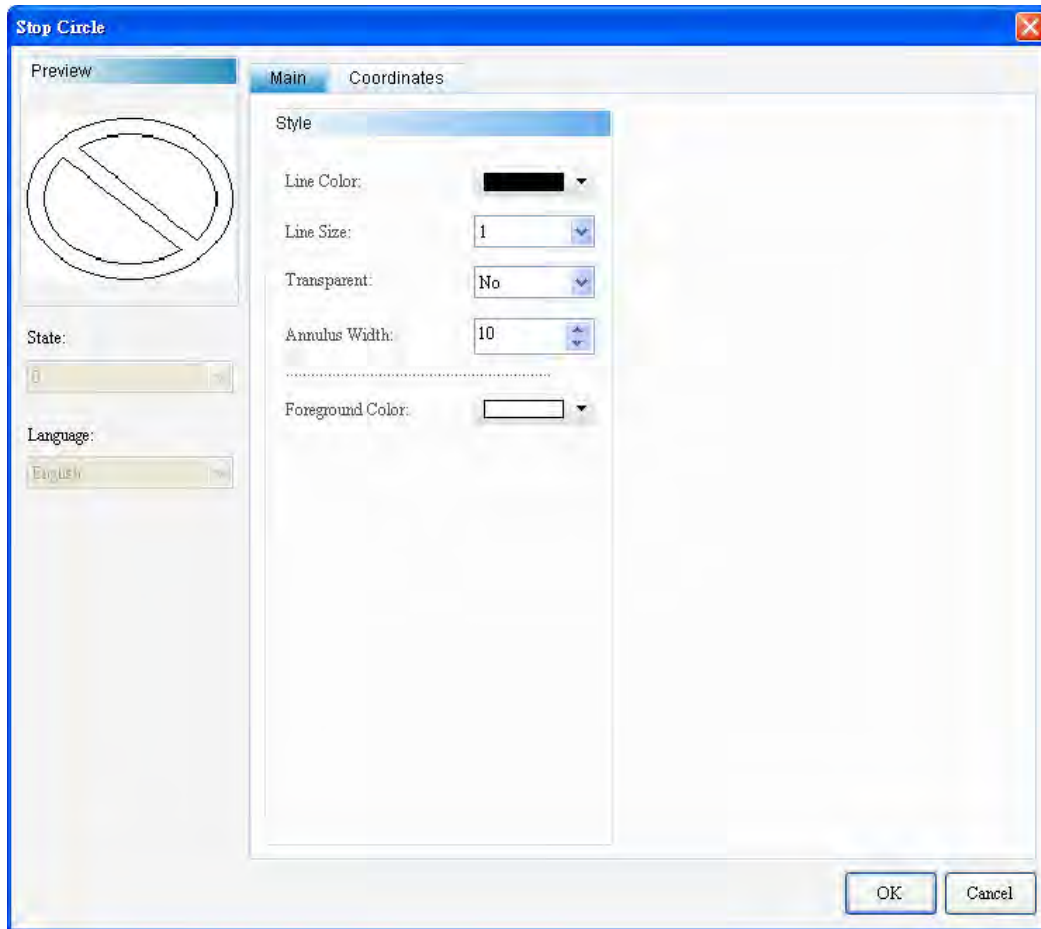 Stop Circle
Preview
Main Coordinates
Style
Line Color:
Line Size: 1
Transparent: No
Annulus Width: 10
Foreground Color:
State:
0
Language:
English
OK Cancel